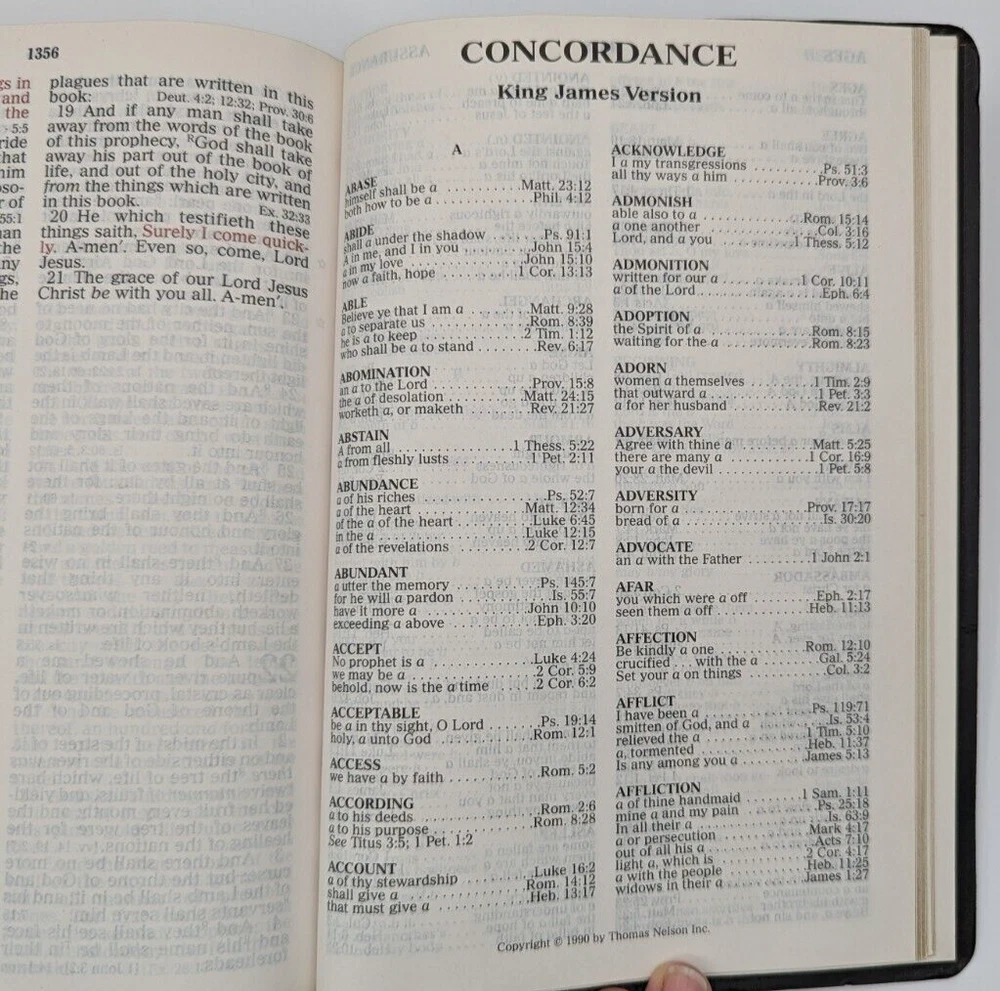 1356
gs in
and
the
5:5
ride
that
him
oso-
r of
55:1
nan
the
ny
gs,
he
plagues that are written in this
book: Deut. 4:2; 12:32; Prov. 30:6
19 And if any man shall take
away from the words of the book
of this prophecy, RGod shall take
away his part out of the book of
life, and out of the holy city, and
from the things which are written
in this book. Ex. 32:33
20 He which testifieth these
things saith, Surely I come quick-
ly. A-men'. Even so, come, Lord
Jesus.
21 The grace of our Lord Jesus
Christ be with you all. A-men'.
CONCORDANCE
King James Version
A
ABASE
himself shall be a ..........Matt. 23:12
both how to be a ..........Phil. 4:12
ABIDE
shall a under the shadow ........Ps. 91:1
A in me, and I in you ........John 15:4
a in my love ..............John 15:10
now a faith, hope .........1 Cor. 13:13
ABLE
Believe ye that I am a ........Matt. 9:28
a to separate us ............Rom. 8:39
he is a to keep .............2 Tim. 1:12
who shall be a to stand ........Rev. 6:17
ABOMINATION
an a to the Lord ............Prov. 15:8
the a of desolation ..........Matt. 24:15
worketh a, or maketh ........Rev. 21:27
ABSTAIN
A from all ..............1 Thess. 5:22
a from fleshly lusts ..........1 Pet. 2:11
ABUNDANCE
a of his riches ..............Ps. 52:7
a of the heart .............Matt. 12:34
of the a of the heart ..........Luke 6:45
in the a ................Luke 12:15
a of the revelations .........2 Cor. 12:7
ABUNDANT
a utter the memory ..........Ps. 145:7
for he will a pardon ...........Is. 55:7
have it more a ............John 10:10
exceeding a above ...........Eph. 3:20
ACCEPT
No prophet is a .............Luke 4:24
we may be a ..............2 Cor. 5:9
behold, now is the a time .....2 Cor. 6:2
ACCEPTABLE
be a in thy sight, O Lord .......Ps. 19:14
holy, a unto God ............Rom. 12:1
ACCESS
we have a by faith ............Rom. 5:2
ACCORDING
a to his deeds ..............Rom. 2:6
a to his purpose ............Rom. 8:28
See Titus 3:5; 1 Pet. 1:2
ACCOUNT
a of thy stewardship .........Luke 16:2
shall give a ..............Rom. 14:12
that must give a ............Heb. 13:17
ACKNOWLEDGE
I a my transgressions .........Ps. 51:3
all thy ways a him ...........Prov. 3:6
ADMONISH
able also to a .............Rom. 15:14
a one another ..............Col. 3:16
Lord, and a you .........1 Thess. 5:12
ADMONITION
written for our a ..........1 Cor. 10:11
a of the Lord ...............Eph. 6:4
ADOPTION
the Spirit of a .............Rom. 8:15
waiting for the a ............Rom. 8:23
ADORN
women a themselves .........1 Tim. 2:9
that outward a .............1 Pet. 3:3
a for her husband ............Rev. 21:2
ADVERSARY
Agree with thine a ...........Matt. 5:25
there are many a ...........1 Cor. 16:9
your a the devil ............1 Pet. 5:8
ADVERSITY
born for a ...............Prov. 17:17
bread of a ................Is. 30:20
ADVOCATE
an a with the Father .........1 John 2:1
AFAR
you which were a off .........Eph. 2:17
seen them a off ............Heb. 11:13
AFFECTION
Be kindly a one ............Rom. 12:10
crucified . . . with the a ........Gal. 5:24
Set your a on things ...........Col. 3:2
AFFLICT
I have been a .............Ps. 119:71
smitten of God, and a .........Is. 53:4
relieved the a ............1 Tim. 5:10
a, tormented .............Heb. 11:37
Is any among you a .........James 5:13
AFFLICTION
a of thine handmaid ........1 Sam. 1:11
mine a and my pain ..........Ps. 25:18
In all their a ...............Is. 63:9
a or persecution ...........Mark 4:17
out of all his a .............Acts 7:10
light a, which is ...........2 Cor. 4:17
a with the people ...........Heb. 11:25
widows in their a ..........James 1:27
Copyright © 1990 by Thomas Nelson Inc.